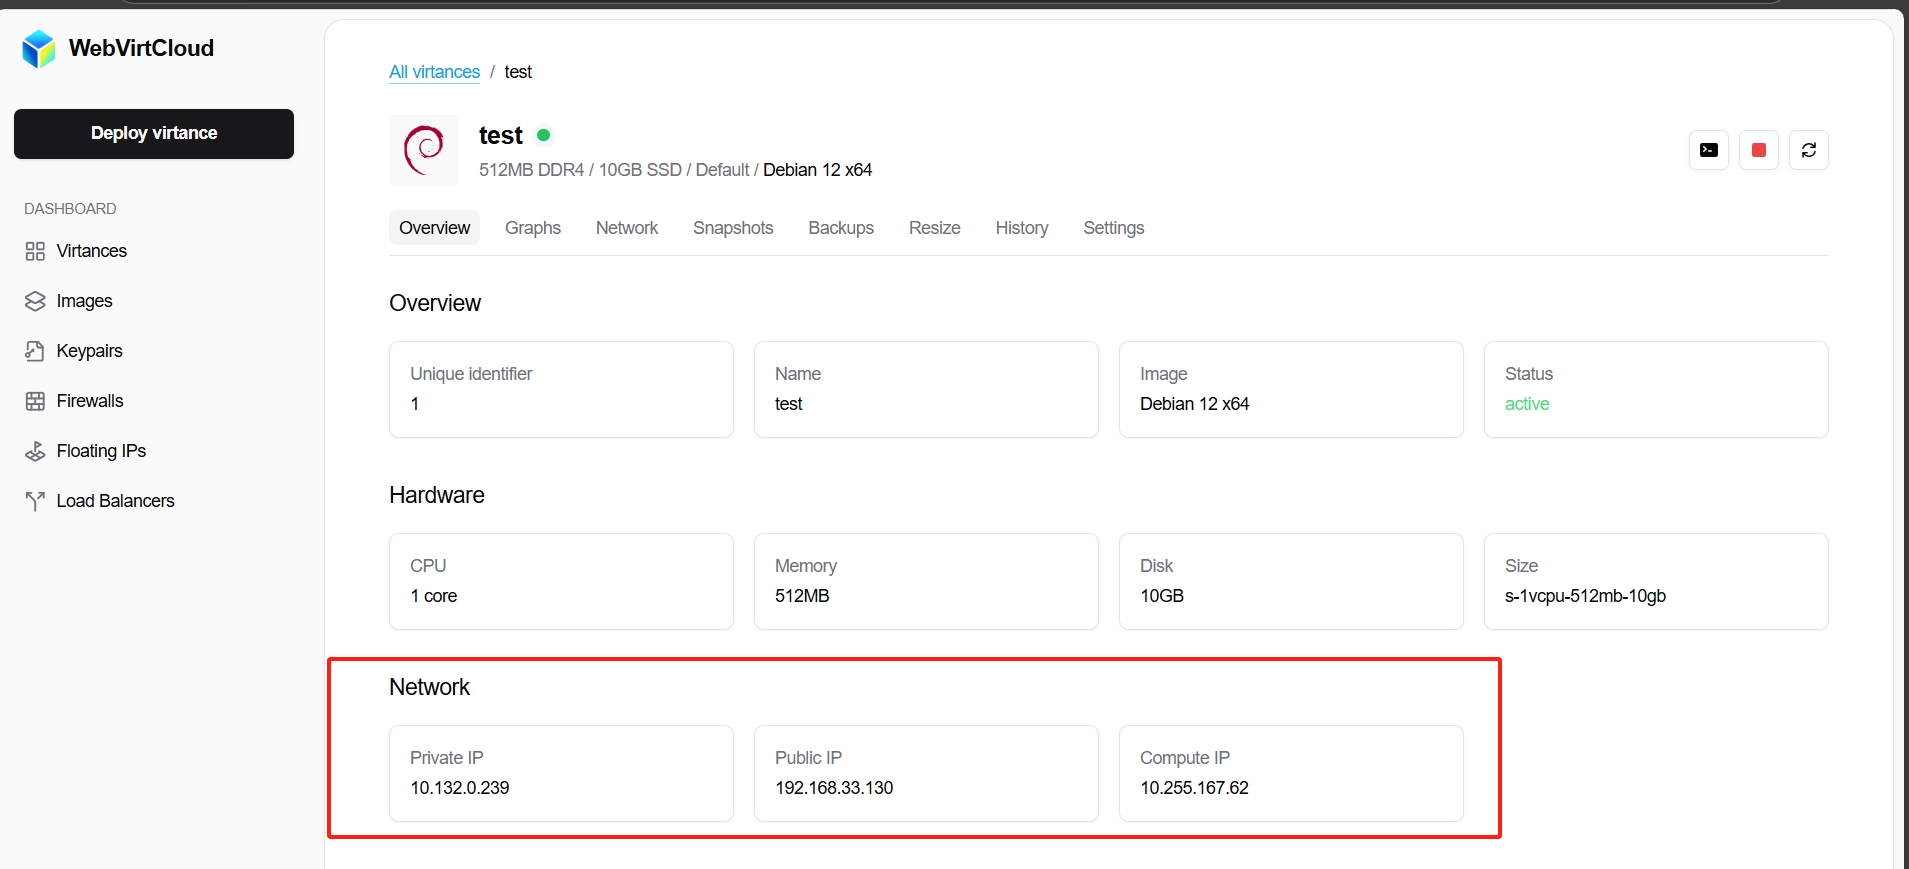 WebVirtCloud
Deploy virtance
DASHBOARD
Virtances
Images
Keypairs
Firewalls
Floating IPs
Load Balancers
All virtances / test
test
512MB DDR4 / 10GB SSD / Default / Debian 12 x64
Overview Graphs Network Snapshots Backups Resize History Settings
Overview
Unique identifier
1
Name
test
Image
Debian 12 x64
Status
active
Hardware
CPU
1 core
Memory
512MB
Disk
10GB
Size
s-1vcpu-512mb-10gb
Network
Private IP
10.132.0.239
Public IP
192.168.33.130
Compute IP
10.255.167.62